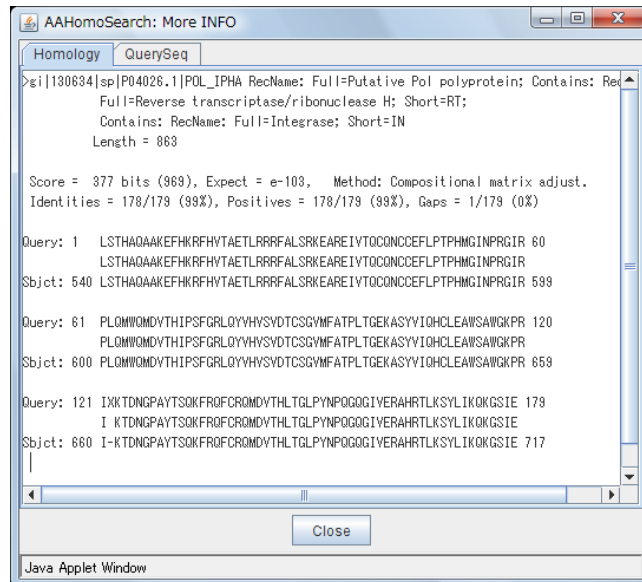 AAHomoSearch: More INFO
Homology QuerySeq
>gi|130634|sp|P04026.1|POL_IPHA RecName: Full=Putative Pol polyprotein; Contains: Rec
Full=Reverse transcriptase/ribonuclease H; Short=RT;
Contains: RecName: Full=Integrase; Short=IN
Length = 863
Score = 377 bits (969), Expect = e-103, Method: Compositional matrix adjust.
Identities = 178/179 (99%), Positives = 178/179 (99%), Gaps = 1/179 (0%)
Query: 1 LSTHAQAAKEFHKRFHVTAETLRRRFALSRKEAREIVTQCQNCCEFLPTPHMGINPRGIR 60
LSTHAQAAKEFHKRFHVTAETLRRRFALSRKEAREIVTQCQNCCEFLPTPHMGINPRGIR
Sbjct: 540 LSTHAQAAKEFHKRFHVTAETLRRRFALSRKEAREIVTQCQNCCEFLPTPHMGINPRGIR 599
Query: 61 PLQMWQMDVTHIPSFGRLQYVHVSVDTCSGVMFATPLTGEKASYVIQHCLEAWSAWGKPR 120
PLQMWQMDVTHIPSFGRLQYVHVSVDTCSGVMFATPLTGEKASYVIQHCLEAWSAWGKPR
Sbjct: 600 PLQMWQMDVTHIPSFGRLQYVHVSVDTCSGVMFATPLTGEKASYVIQHCLEAWSAWGKPR 659
Query: 121 IXKTDNGPAYTSQKFRQFCRQMDVTHLTGLPYNPQGQGIVERAHRTLKSYLIKQKGSIE 179
I KTDNGPAYTSQKFRQFCRQMDVTHLTGLPYNPQGQGIVERAHRTLKSYLIKQKGSIE
Sbjct: 660 I-KTDNGPAYTSQKFRQFCRQMDVTHLTGLPYNPQGQGIVERAHRTLKSYLIKQKGSIE 717
Close
Java Applet Window